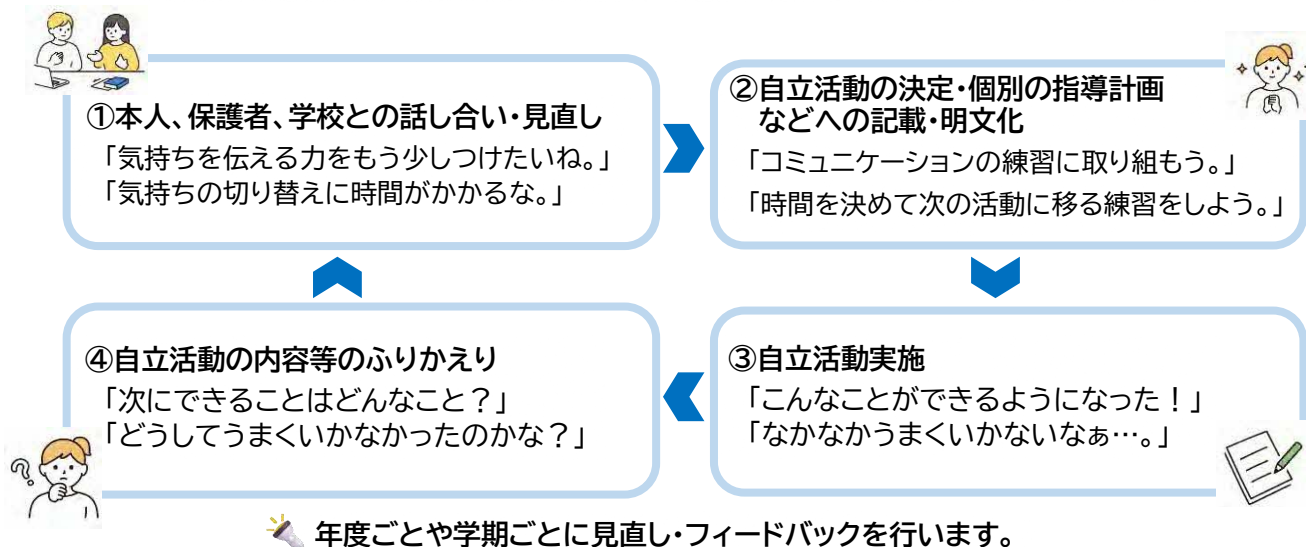 ①本人、保護者、学校との話し合い・見直し
「気持ちを伝える力をもう少しつけたいね。」
「気持ちの切り替えに時間がかかるな。」
②自立活動の決定・個別の指導計画
などへの記載・明文化
「コミュニケーションの練習に取り組もう。」
「時間を決めて次の活動に移る練習をしよう。」
③自立活動実施
「こんなことができるようになった！」
「なかなかうまくいかないなぁ…。」
④自立活動の内容等のふりかえり
「次にできることはどんなこと？」
「どうしてうまくいかなかったのかな？」
年度ごとや学期ごとに見直し・フィードバックを行います。